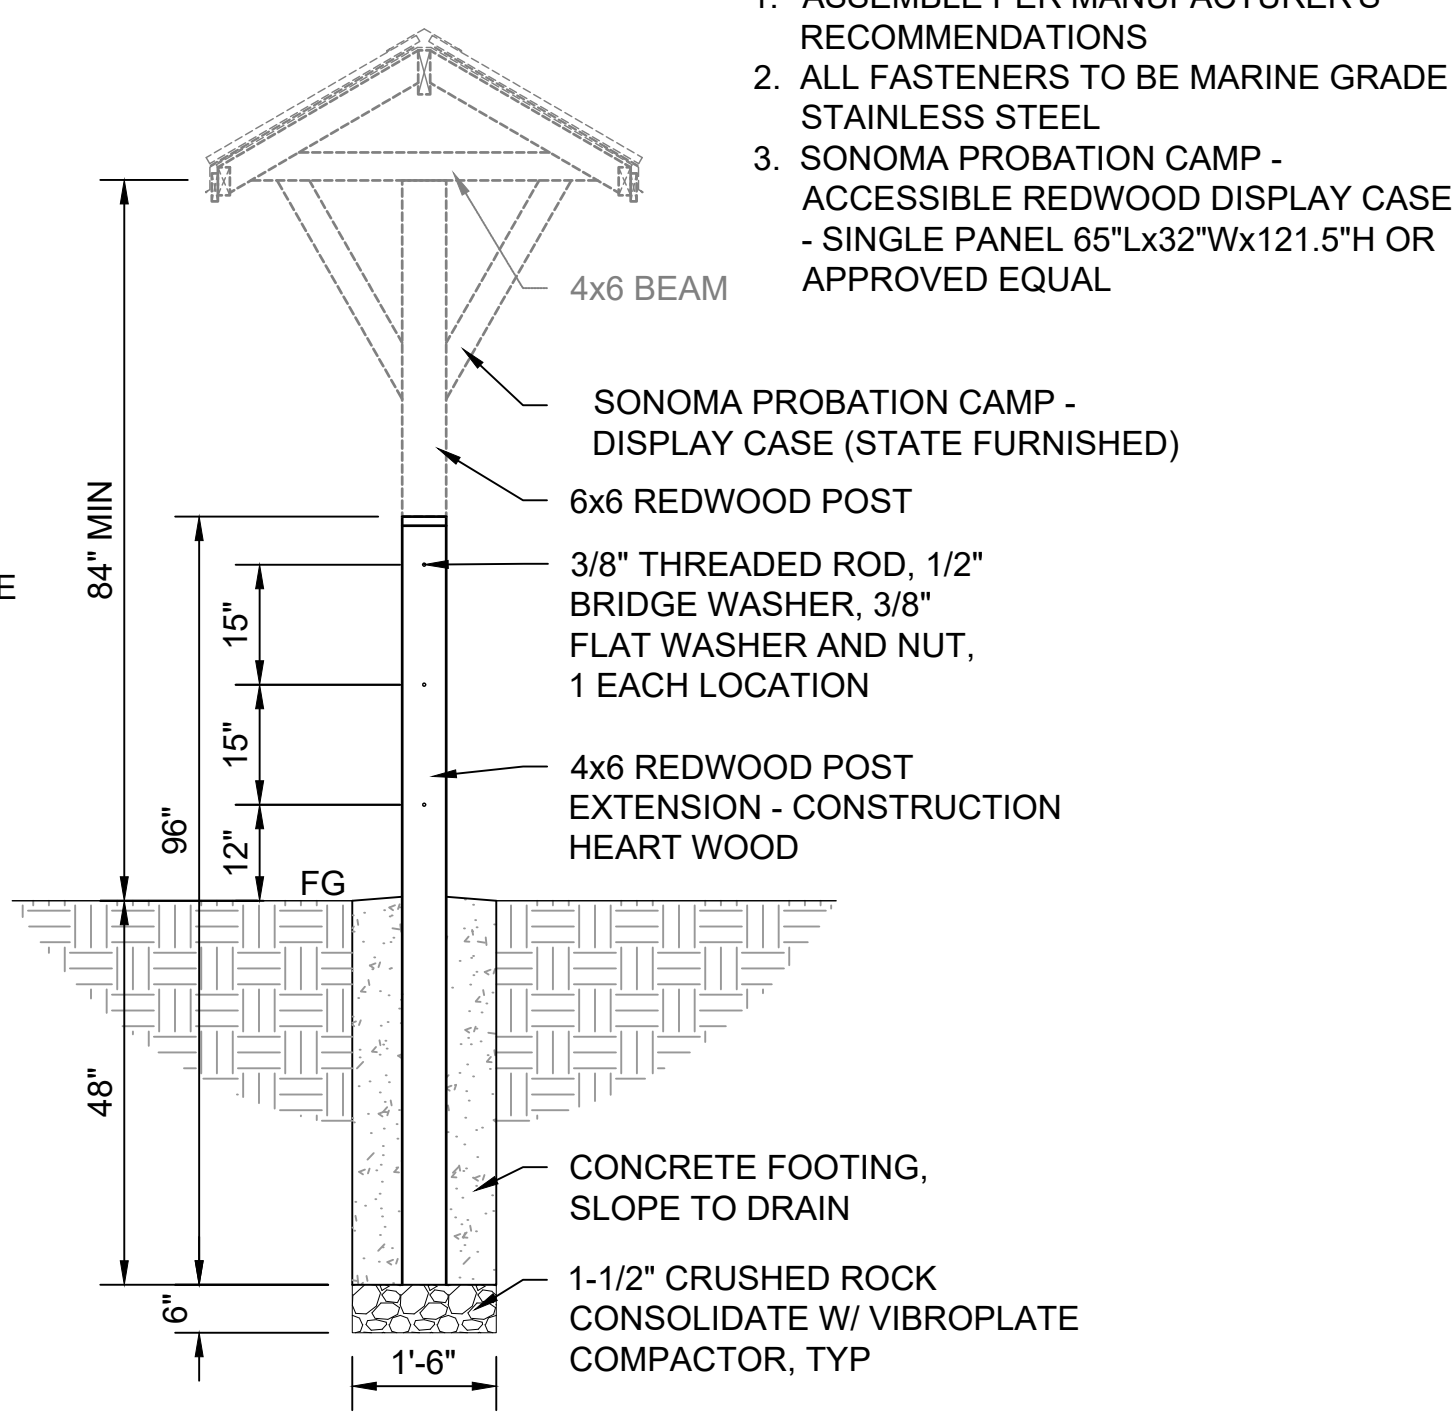 1. ASSEMBLE PER MANUFACTURER'S
RECOMMENDATIONS
2. ALL FASTENERS TO BE MARINE GRADE
STAINLESS STEEL
3. SONOMA PROBATION CAMP -
ACCESSIBLE REDWOOD DISPLAY CASE
- SINGLE PANEL 65"Lx32"Wx121.5"H OR
APPROVED EQUAL
4x6 BEAM
SONOMA PROBATION CAMP -
DISPLAY CASE (STATE FURNISHED)
6x6 REDWOOD POST
3/8" THREADED ROD, 1/2"
BRIDGE WASHER, 3/8"
FLAT WASHER AND NUT,
1 EACH LOCATION
4x6 REDWOOD POST
EXTENSION - CONSTRUCTION
HEART WOOD
CONCRETE FOOTING,
SLOPE TO DRAIN
1-1/2" CRUSHED ROCK
CONSOLIDATE W/ VIBROPLATE
COMPACTOR, TYP
E
84" MIN
15"
15"
96"
12"
FG
48"
6"
1'-6"